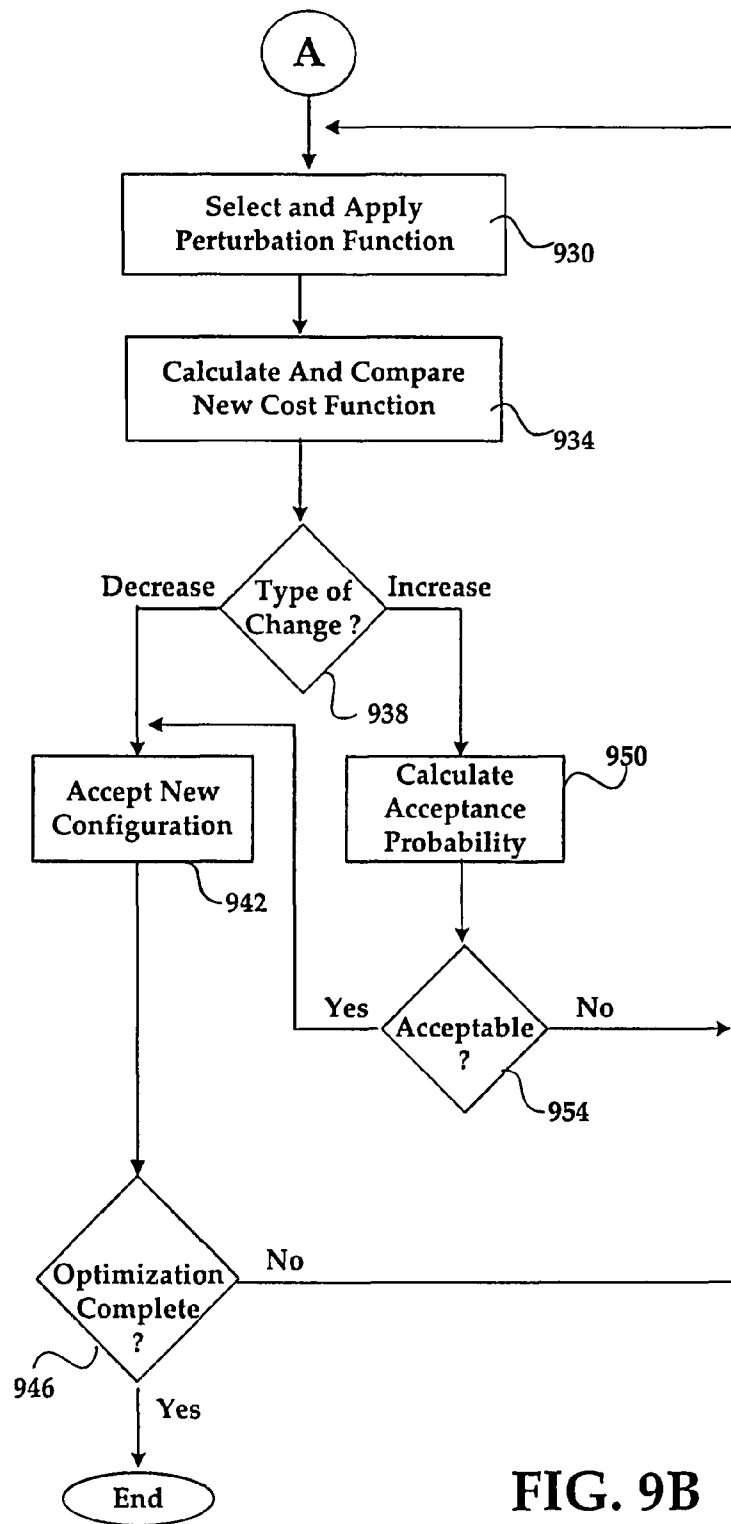 A
Select and Apply
Perturbation Function
930
Calculate And Compare
New Cost Function
934
Decrease
Type of
Change ?
Increase
938
950
Accept New
Configuration
942
Calculate
Acceptance
Probability
Yes
Acceptable
?
No
954
Optimization
Complete
?
No
946
Yes
End
FIG. 9B